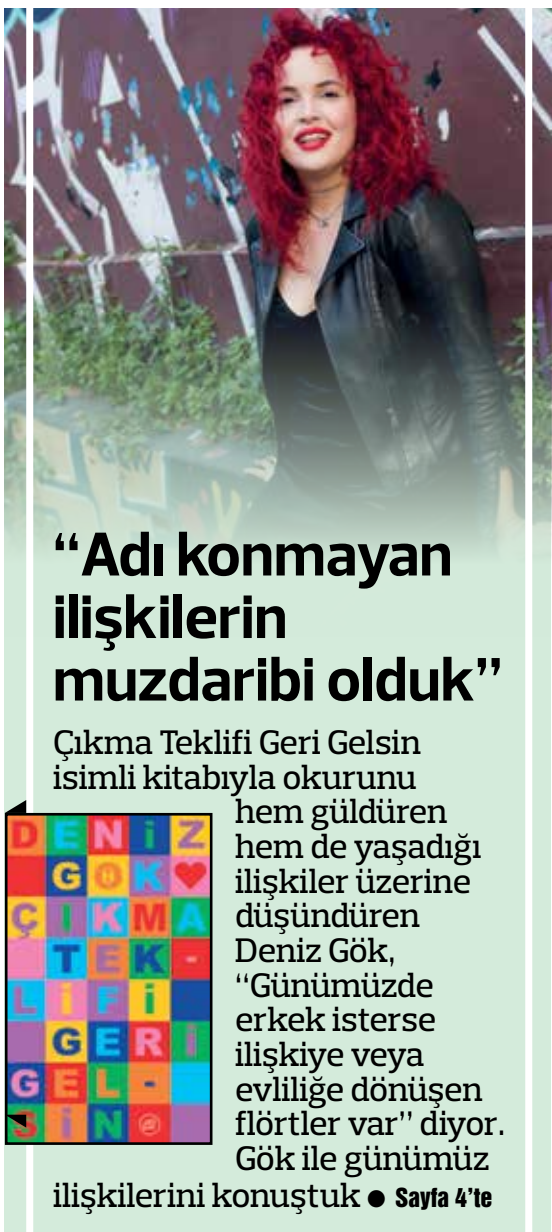 “Adı konmayan
ilişkilerin
muzdaribi olduk”
Çıkma Teklifi Geri Gelsin
isimli kitabıyla okurunu
hem güldüren
hem de yaşadığı
ilişkiler üzerine
düşündüren
Deniz Gök,
“Günümüzde
erkek isterse
ilişkiye veya
evliliğe dönüşen
flörtler var” diyor.
Gök ile günümüz
ilişkilerini konuştuk ● Sayfa 4’te
DENİZ
GÖK
ÇIKMA
TEK-
LİFİ
GERİ
GEL-
SİN